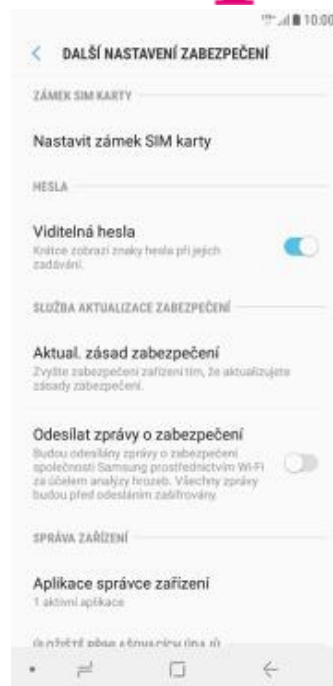 10:00
DALŠÍ NASTAVENÍ ZABEZPEČENÍ
ZÁMEK SIM KARTY
Nastavit zámek SIM karty
HESLA
Viditelná hesla
Krátce zobrazí znaky hesla při jejich
zadávání.
SLUŽBA AKTUALIZACE ZABEZPEČENÍ
Aktual. zásad zabezpečení
Zvyšte zabezpečení zařízení tím, že aktualizujete
zásady zabezpečení.
Odesílat zprávy o zabezpečení
Budou odesílány zprávy o zabezpečení
společnosti Samsung prostřednictvím Wi-Fi
za účelem analýzy hrozeb. Všechny zprávy
budou před odesláním zašifrovány.
SPRÁVA ZAŘÍZENÍ
Aplikace správce zařízení
1 aktivní aplikace